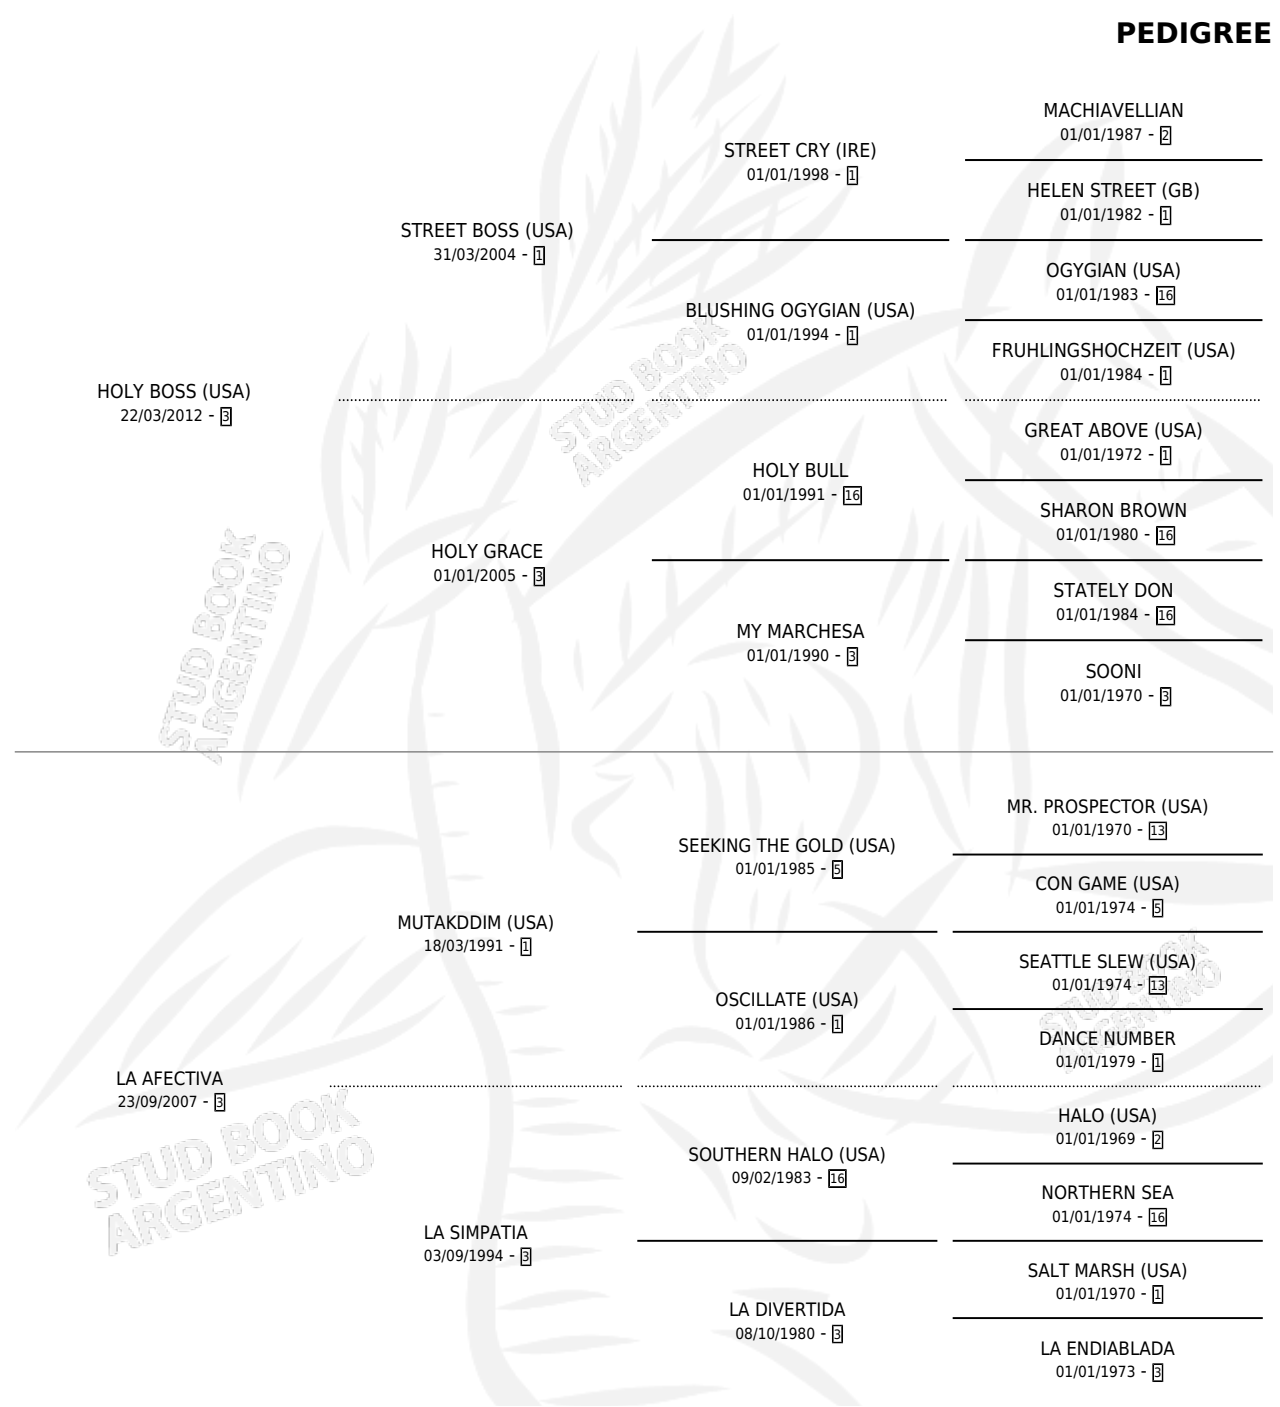 PEDIGREE
MACHIAVELLIAN
01/01/1987 - 2
STREET CRY (IRE)
01/01/1998 - 1
HELEN STREET (GB)
01/01/1982 - 1
STREET BOSS (USA)
31/03/2004 - 1
OGYGIAN (USA)
01/01/1983 - 16
BLUSHING OGYGIAN (USA)
01/01/1994 - 1
FRUHLINGSHOCHZEIT (USA)
01/01/1984 - 1
HOLY BOSS (USA)
22/03/2012 - 3
GREAT ABOVE (USA)
01/01/1972 - 1
HOLY BULL
01/01/1991 - 16
SHARON BROWN
01/01/1980 - 16
HOLY GRACE
01/01/2005 - 3
STATELY DON
01/01/1984 - 16
MY MARCHESA
01/01/1990 - 3
SOONI
01/01/1970 - 3
MR. PROSPECTOR (USA)
01/01/1970 - 13
SEEKING THE GOLD (USA)
01/01/1985 - 5
CON GAME (USA)
01/01/1974 - 5
MUTAKDDIM (USA)
18/03/1991 - 1
SEATTLE SLEW (USA)
01/01/1974 - 13
OSCILLATE (USA)
01/01/1986 - 1
DANCE NUMBER
01/01/1979 - 1
LA AFECTIVA
23/09/2007 - 3
HALO (USA)
01/01/1969 - 2
SOUTHERN HALO (USA)
09/02/1983 - 16
NORTHERN SEA
01/01/1974 - 16
LA SIMPATIA
03/09/1994 - 3
SALT MARSH (USA)
01/01/1970 - 1
LA DIVERTIDA
08/10/1980 - 3
LA ENDIABLADA
01/01/1973 - 3
STUD BOOK
ARGENTINO
STUD BOOK
ARGENTINO
STUD BOOK
ARGENTINO
STUD BOOK
ARGENTINO